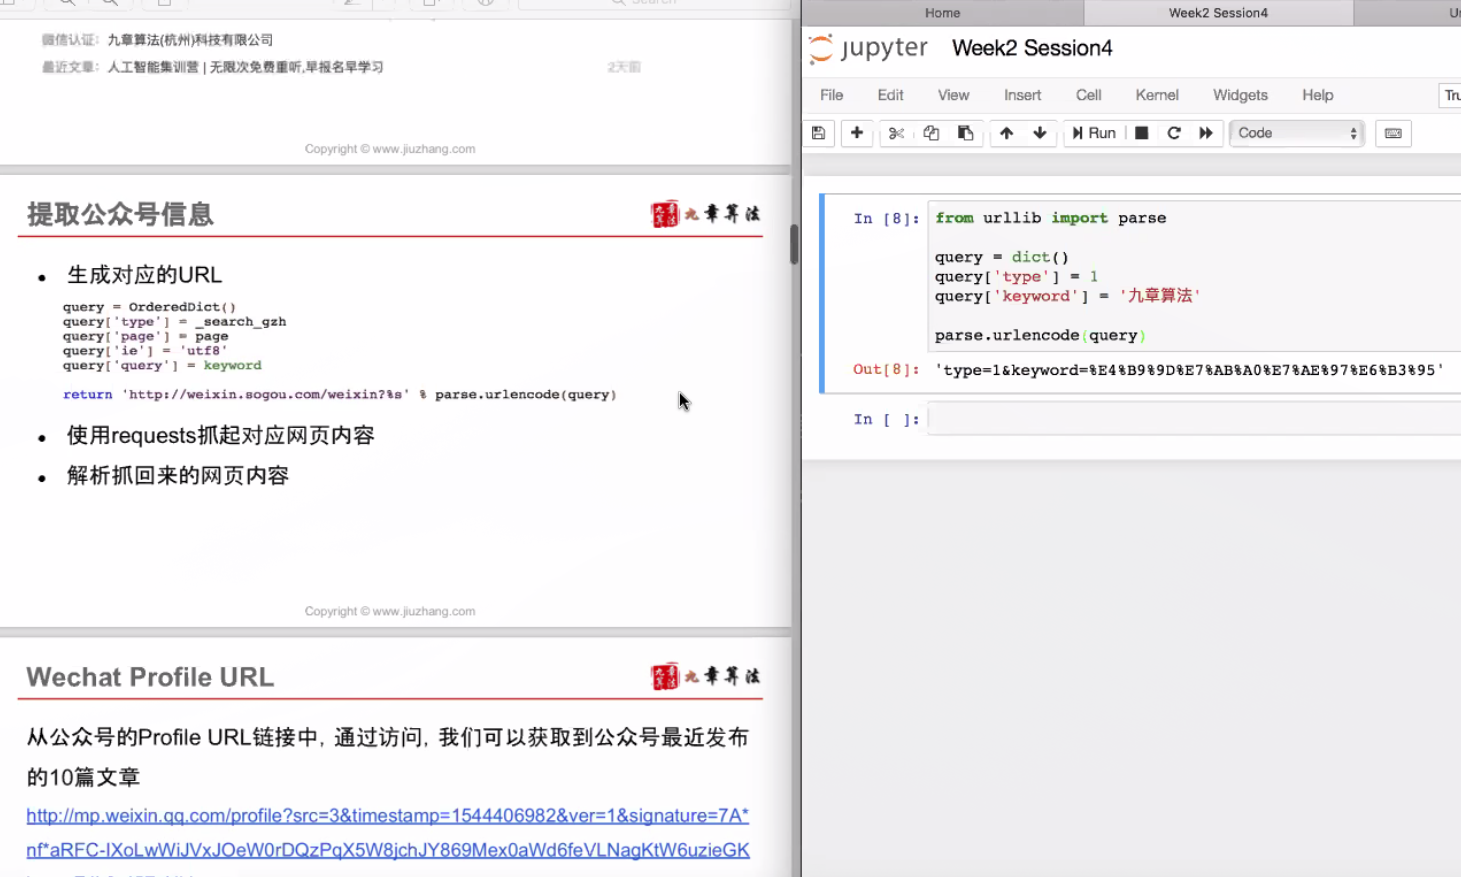 Search
微信认证: 九章算法(杭州)科技有限公司
最近文章: 人工智能集训营 | 无限次免费重听,早报名早学习 2天前
Copyright © www.jiuzhang.com
提取公众号信息
九章算法
九章算法
• 生成对应的URL
query = OrderedDict()
query['type'] = _search_gzh
query['page'] = page
query['ie'] = 'utf8'
query['query'] = keyword
return 'http://weixin.sogou.com/weixin?%s' % parse.urlencode(query)
• 使用requests抓起对应网页内容
• 解析抓回来的网页内容
Copyright © www.jiuzhang.com
Wechat Profile URL
九章算法
九章算法
从公众号的Profile URL链接中, 通过访问, 我们可以获取到公众号最近发布
的10篇文章
http://mp.weixin.qq.com/profile?src=3&timestamp=1544406982&ver=1&signature=7A*
nf*aRFC-IXoLwWiJVxJOeW0rDQzPqX5W8jchJY869Mex0aWd6feVLNagKtW6uzieGK
Home
Week2 Session4
jupyter Week2 Session4
File Edit View Insert Cell Kernel Widgets Help
Run Code
In [8]:
from urllib import parse
query = dict()
query['type'] = 1
query['keyword'] = '九章算法'
parse.urlencode(query)
Out[8]: 'type=1&keyword=%E4%B9%9D%E7%AB%A0%E7%AE%97%E6%B3%95'
In [ ]: